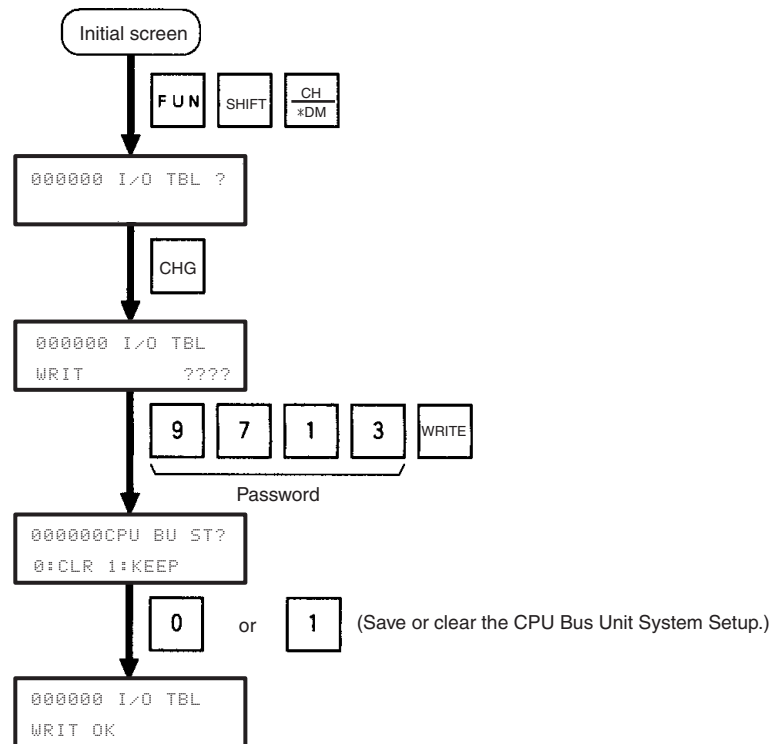 Initial screen
FUN SHIFT CH
*DM
000000 I/O TBL ?
CHG
000000 I/O TBL
WRIT ????
9 7 1 3 WRITE
Password
000000CPU BU ST?
0:CLR 1:KEEP
0 or 1 (Save or clear the CPU Bus Unit System Setup.)
000000 I/O TBL
WRIT OK